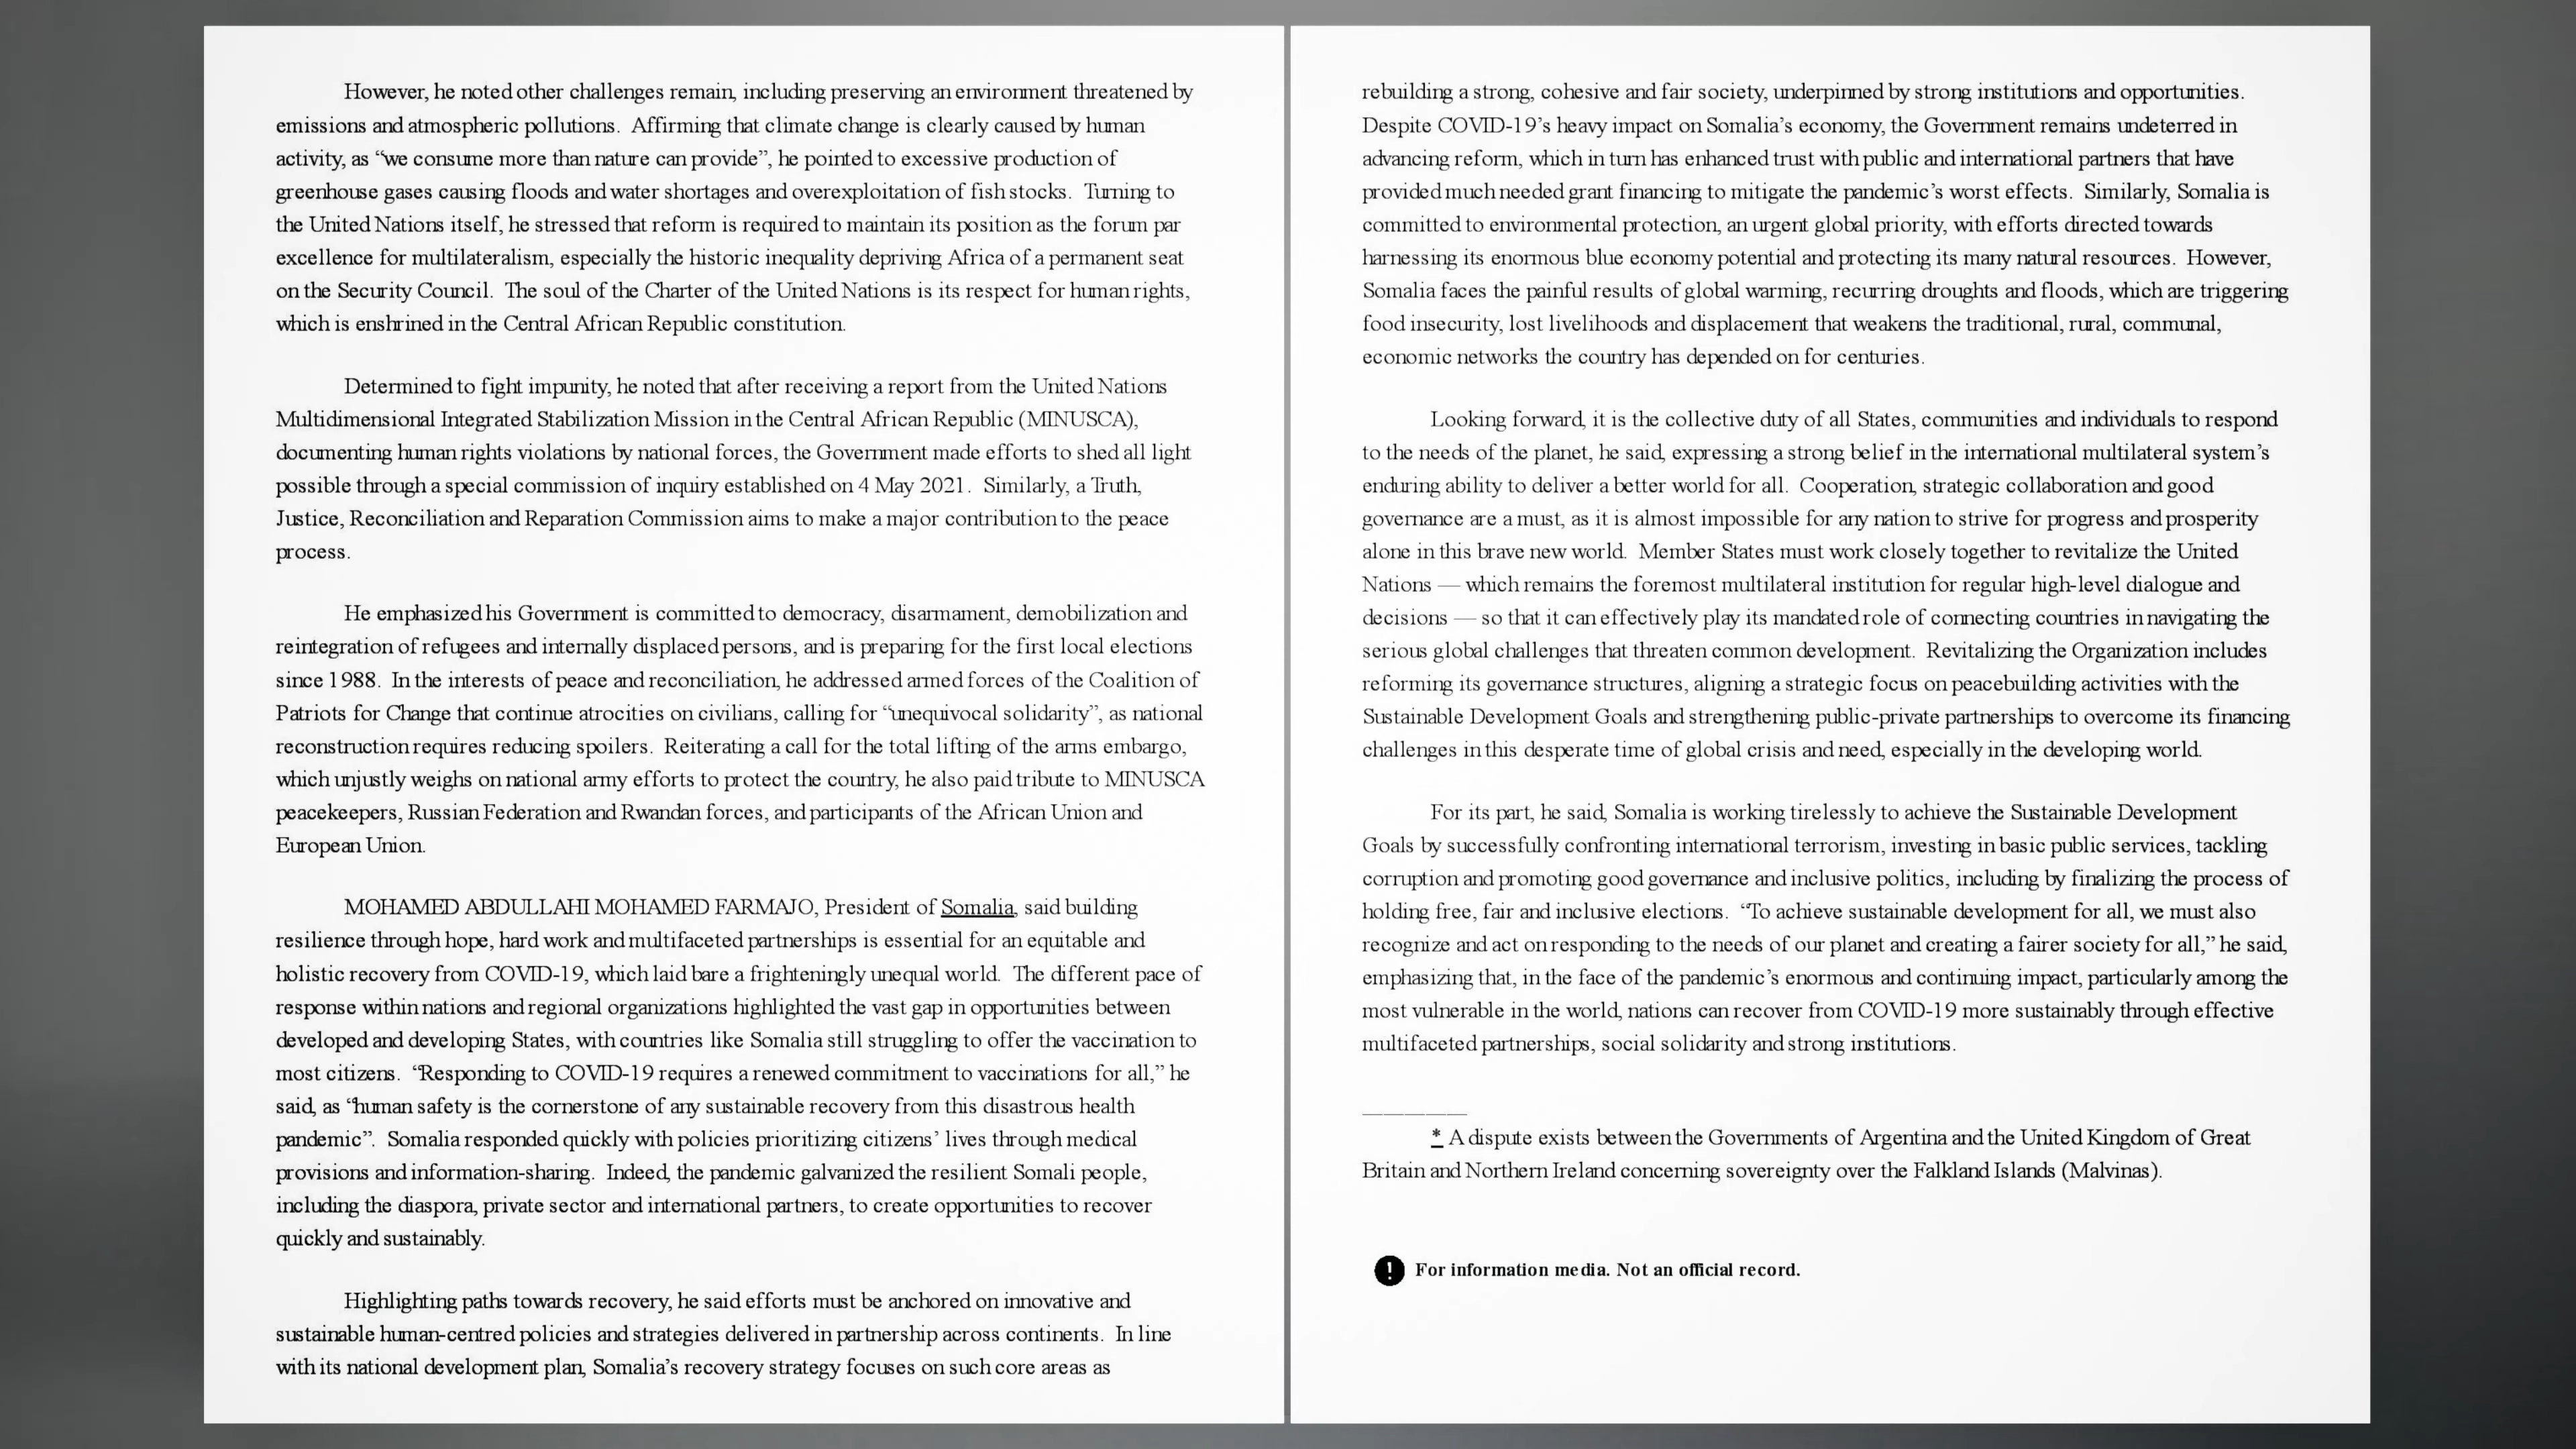 However, he noted other challenges remain, including preserving an environment threatened by
emissions and atmospheric pollutions.  Affirming that climate change is clearly caused by human
activity, as “we consume more than nature can provide”, he pointed to excessive production of
greenhouse gases causing floods and water shortages and overexploitation of fish stocks.  Turning to
the United Nations itself, he stressed that reform is required to maintain its position as the forum par
excellence for multilateralism, especially the historic inequality depriving Africa of a permanent seat
on the Security Council.  The soul of the Charter of the United Nations is its respect for human rights,
which is enshrined in the Central African Republic constitution.
Determined to fight impunity, he noted that after receiving a report from the United Nations
Multidimensional Integrated Stabilization Mission in the Central African Republic (MINUSCA),
documenting human rights violations by national forces, the Government made efforts to shed all light
possible through a special commission of inquiry established on 4 May 2021.  Similarly, a Truth,
Justice, Reconciliation and Reparation Commission aims to make a major contribution to the peace
process.
He emphasized his Government is committed to democracy, disarmament, demobilization and
reintegration of refugees and internally displaced persons, and is preparing for the first local elections
since 1988.  In the interests of peace and reconciliation, he addressed armed forces of the Coalition of
Patriots for Change that continue atrocities on civilians, calling for “unequivocal solidarity”, as national
reconstruction requires reducing spoilers.  Reiterating a call for the total lifting of the arms embargo,
which unjustly weighs on national army efforts to protect the country, he also paid tribute to MINUSCA
peacekeepers, Russian Federation and Rwandan forces, and participants of the African Union and
European Union.
MOHAMED ABDULLAHI MOHAMED FARMAJO, President of Somalia, said building
resilience through hope, hard work and multifaceted partnerships is essential for an equitable and
holistic recovery from COVID-19, which laid bare a frighteningly unequal world.  The different pace of
response within nations and regional organizations highlighted the vast gap in opportunities between
developed and developing States, with countries like Somalia still struggling to offer the vaccination to
most citizens.  “Responding to COVID-19 requires a renewed commitment to vaccinations for all,” he
said, as “human safety is the cornerstone of any sustainable recovery from this disastrous health
pandemic”.  Somalia responded quickly with policies prioritizing citizens’ lives through medical
provisions and information-sharing.  Indeed, the pandemic galvanized the resilient Somali people,
including the diaspora, private sector and international partners, to create opportunities to recover
quickly and sustainably.
Highlighting paths towards recovery, he said efforts must be anchored on innovative and
sustainable human-centred policies and strategies delivered in partnership across continents.  In line
with its national development plan, Somalia’s recovery strategy focuses on such core areas as
rebuilding a strong, cohesive and fair society, underpinned by strong institutions and opportunities.
Despite COVID-19’s heavy impact on Somalia’s economy, the Government remains undeterred in
advancing reform, which in turn has enhanced trust with public and international partners that have
provided much needed grant financing to mitigate the pandemic’s worst effects.  Similarly, Somalia is
committed to environmental protection, an urgent global priority, with efforts directed towards
harnessing its enormous blue economy potential and protecting its many natural resources.  However,
Somalia faces the painful results of global warming, recurring droughts and floods, which are triggering
food insecurity, lost livelihoods and displacement that weakens the traditional, rural, communal,
economic networks the country has depended on for centuries.
Looking forward, it is the collective duty of all States, communities and individuals to respond
to the needs of the planet, he said, expressing a strong belief in the international multilateral system’s
enduring ability to deliver a better world for all.  Cooperation, strategic collaboration and good
governance are a must, as it is almost impossible for any nation to strive for progress and prosperity
alone in this brave new world.  Member States must work closely together to revitalize the United
Nations — which remains the foremost multilateral institution for regular high-level dialogue and
decisions — so that it can effectively play its mandated role of connecting countries in navigating the
serious global challenges that threaten common development.  Revitalizing the Organization includes
reforming its governance structures, aligning a strategic focus on peacebuilding activities with the
Sustainable Development Goals and strengthening public-private partnerships to overcome its financing
challenges in this desperate time of global crisis and need, especially in the developing world.
For its part, he said, Somalia is working tirelessly to achieve the Sustainable Development
Goals by successfully confronting international terrorism, investing in basic public services, tackling
corruption and promoting good governance and inclusive politics, including by finalizing the process of
holding free, fair and inclusive elections.  “To achieve sustainable development for all, we must also
recognize and act on responding to the needs of our planet and creating a fairer society for all,” he said,
emphasizing that, in the face of the pandemic’s enormous and continuing impact, particularly among the
most vulnerable in the world, nations can recover from COVID-19 more sustainably through effective
multifaceted partnerships, social solidarity and strong institutions.
* A dispute exists between the Governments of Argentina and the United Kingdom of Great
Britain and Northern Ireland concerning sovereignty over the Falkland Islands (Malvinas).
For information media. Not an official record.